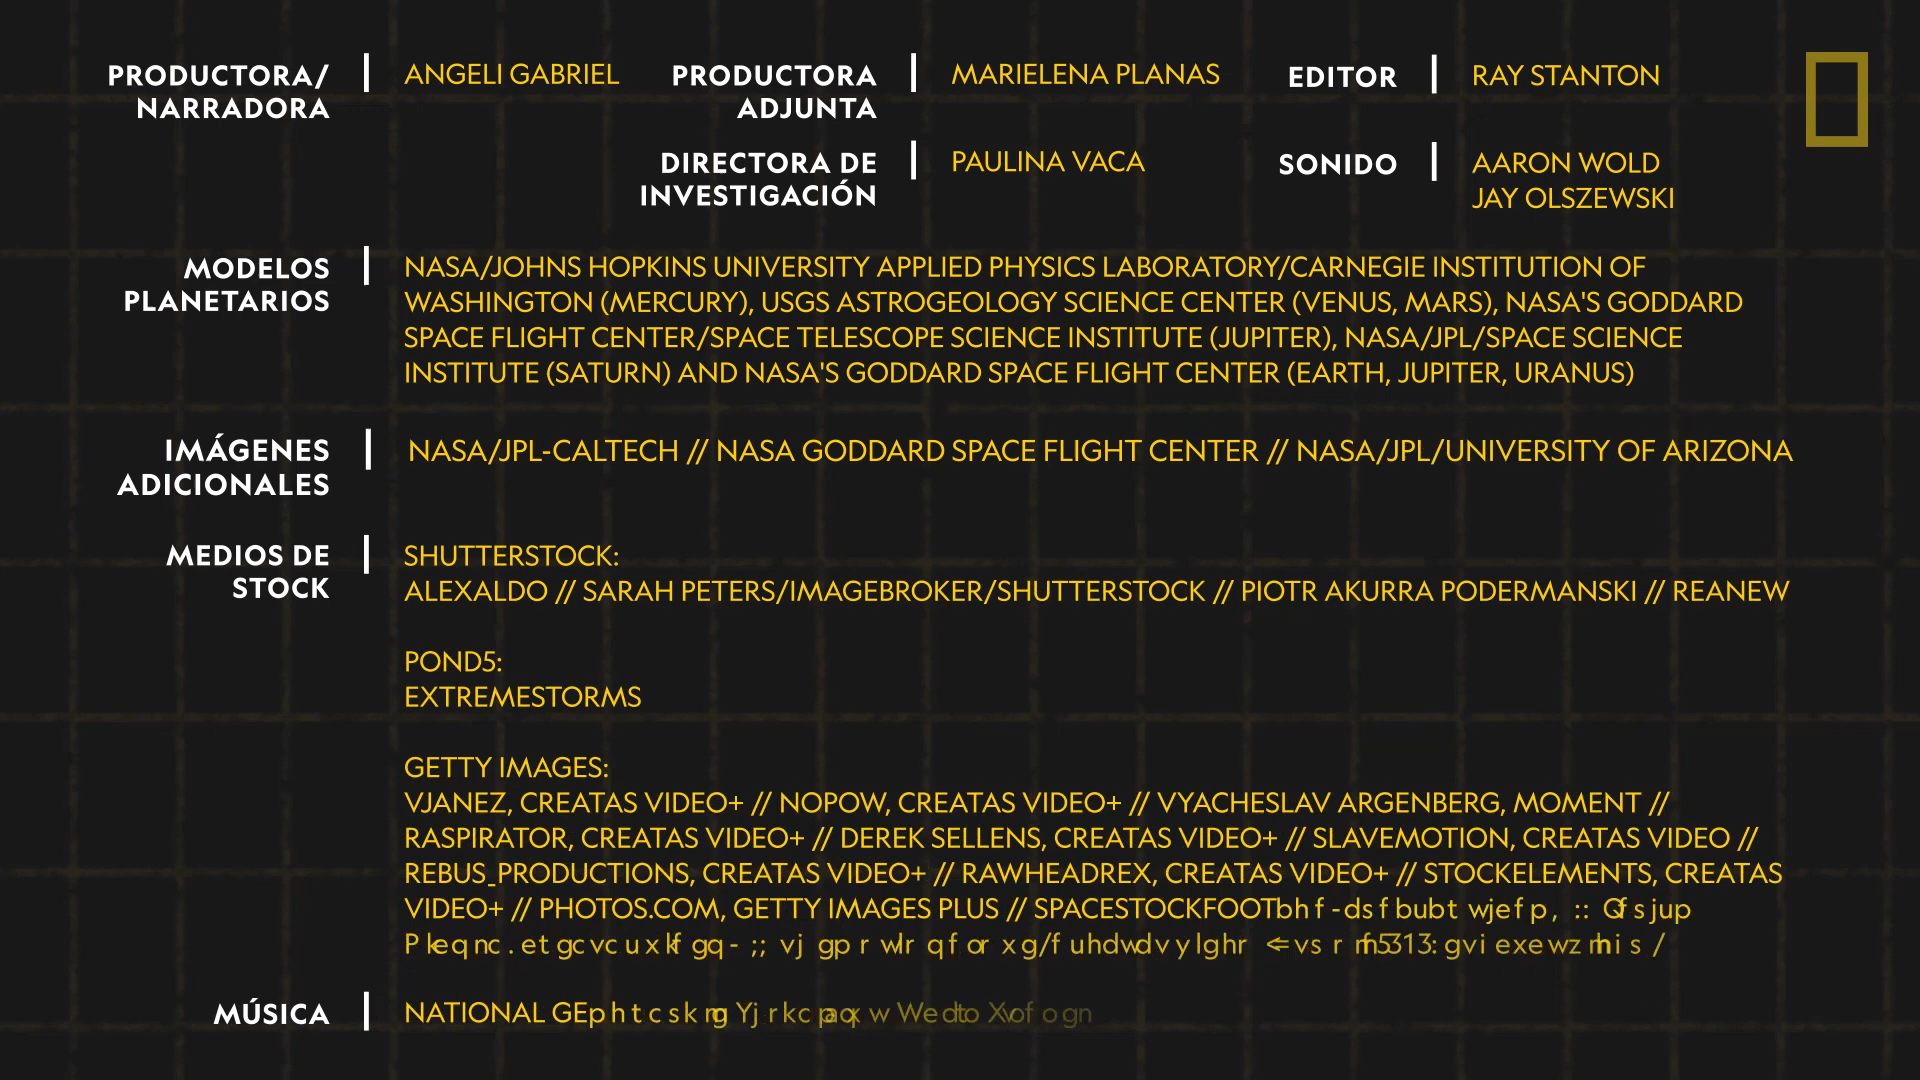 PRODUCTORA/
NARRADORA
ANGELI GABRIEL
PRODUCTORA
ADJUNTA
MARIELENA PLANAS
EDITOR
RAY STANTON
DIRECTORA DE
INVESTIGACIÓN
PAULINA VACA
SONIDO
AARON WOLD
JAY OLSZEWSKI
MODELOS
PLANETARIOS
NASA/JOHNS HOPKINS UNIVERSITY APPLIED PHYSICS LABORATORY/CARNEGIE INSTITUTION OF
WASHINGTON (MERCURY), USGS ASTROGEOLOGY SCIENCE CENTER (VENUS, MARS), NASA'S GODDARD
SPACE FLIGHT CENTER/SPACE TELESCOPE SCIENCE INSTITUTE (JUPITER), NASA/JPL/SPACE SCIENCE
INSTITUTE (SATURN) AND NASA'S GODDARD SPACE FLIGHT CENTER (EARTH, JUPITER, URANUS)
IMÁGENES
ADICIONALES
NASA/JPL-CALTECH // NASA GODDARD SPACE FLIGHT CENTER // NASA/JPL/UNIVERSITY OF ARIZONA
MEDIOS DE
STOCK
SHUTTERSTOCK:
ALEXALDO // SARAH PETERS/IMAGEBROKER/SHUTTERSTOCK // PIOTR AKURRA PODERMANSKI // REANEW
POND5:
EXTREMESTORMS
GETTY IMAGES:
VJANEZ, CREATAS VIDEO+ // NOPOW, CREATAS VIDEO+ // VYACHESLAV ARGENBERG, MOMENT //
RASPIRATOR, CREATAS VIDEO+ // DEREK SELLENS, CREATAS VIDEO+ // SLAVEMOTION, CREATAS VIDEO //
REBUS_PRODUCTIONS, CREATAS VIDEO+ // RAWHEADREX, CREATAS VIDEO+ // STOCKELEMENTS, CREATAS
VIDEO+ // PHOTOS.COM, GETTY IMAGES PLUS //
MÚSICA
NATIONAL